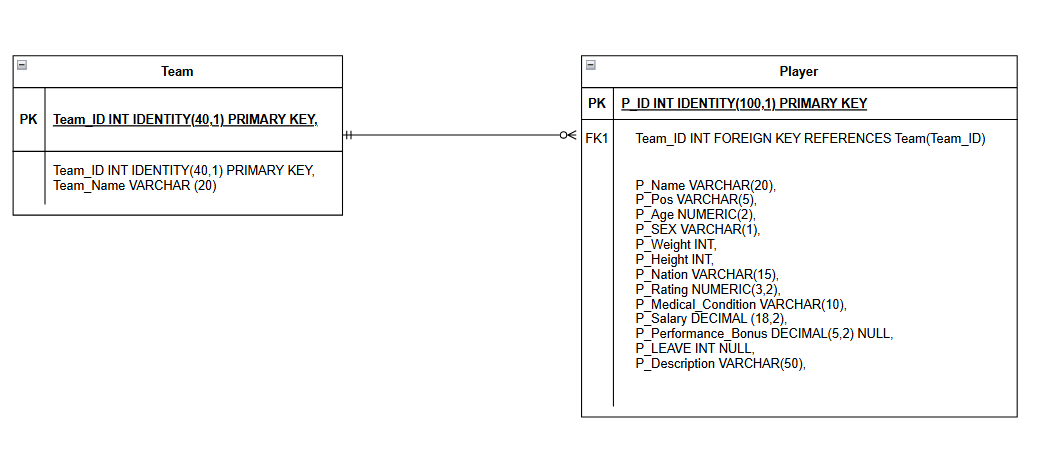 Team
PK
Team_ID INT IDENTITY(40,1) PRIMARY KEY,
Team_ID INT IDENTITY(40,1) PRIMARY KEY,
Team_Name VARCHAR (20)
Player
PK
P_ID INT IDENTITY(100,1) PRIMARY KEY
FK1
Team_ID INT FOREIGN KEY REFERENCES Team(Team_ID)
P_Name VARCHAR(20),
P_Pos VARCHAR(5),
P_Age NUMERIC(2),
P_SEX VARCHAR(1),
P_Weight INT,
P_Height INT,
P_Nation VARCHAR(15),
P_Rating NUMERIC(3,2),
P_Medical_Condition VARCHAR(10),
P_Salary DECIMAL (18,2),
P_Performance_Bonus DECIMAL(5,2) NULL,
P_LEAVE INT NULL,
P_Description VARCHAR(50),